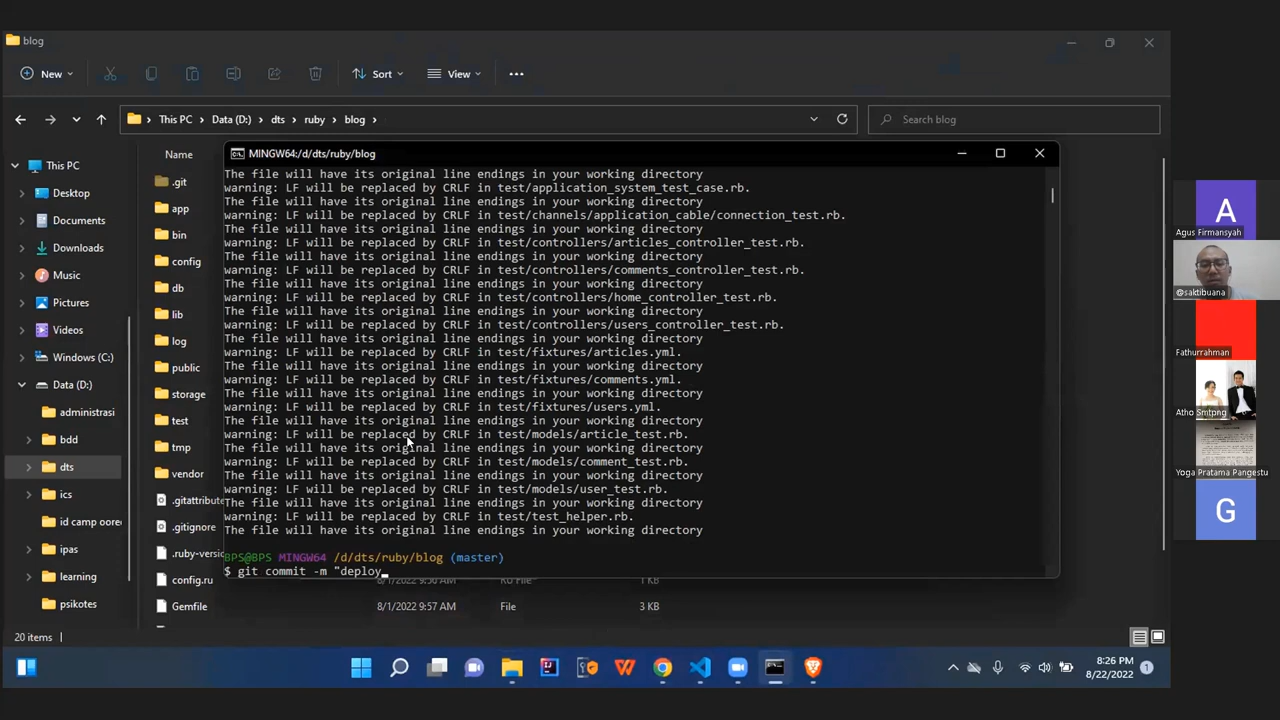 blog
New
Sort
View
This PC
Data (D:)
dts
ruby
blog
Search blog
This PC
Desktop
Documents
Downloads
Music
Pictures
Videos
Windows (C:)
Data (D:)
administrasi
bdd
dts
ics
id camp oore
ipas
learning
psikotes
Name
.git
app
bin
config
db
lib
log
public
storage
test
tmp
vendor
.gitattribute
.gitignore
.ruby-versio
config.ru
Gemfile
MINGW64:/d/dts/ruby/blog
The file will have its original line endings in your working directory
warning: LF will be replaced by CRLF in test/application_system_test_case.rb.
The file will have its original line endings in your working directory
warning: LF will be replaced by CRLF in test/channels/application_cable/connection_test.rb.
The file will have its original line endings in your working directory
warning: LF will be replaced by CRLF in test/controllers/articles_controller_test.rb.
The file will have its original line endings in your working directory
warning: LF will be replaced by CRLF in test/controllers/comments_controller_test.rb.
The file will have its original line endings in your working directory
warning: LF will be replaced by CRLF in test/controllers/home_controller_test.rb.
The file will have its original line endings in your working directory
warning: LF will be replaced by CRLF in test/controllers/users_controller_test.rb.
The file will have its original line endings in your working directory
warning: LF will be replaced by CRLF in test/fixtures/articles.yml.
The file will have its original line endings in your working directory
warning: LF will be replaced by CRLF in test/fixtures/comments.yml.
The file will have its original line endings in your working directory
warning: LF will be replaced by CRLF in test/fixtures/users.yml.
The file will have its original line endings in your working directory
warning: LF will be replaced by CRLF in test/models/article_test.rb.
The file will have its original line endings in your working directory
warning: LF will be replaced by CRLF in test/models/comment_test.rb.
The file will have its original line endings in your working directory
warning: LF will be replaced by CRLF in test/models/user_test.rb.
The file will have its original line endings in your working directory
warning: LF will be replaced by CRLF in test/test_helper.rb.
The file will have its original line endings in your working directory
BPS@BPS MINGW64 /d/dts/ruby/blog (master)
$ git commit -m "deploy
8/1/2022 9:56 AM RU File 1 KB
8/1/2022 9:57 AM File 3 KB
20 items
8:26 PM
8/22/2022
1
A
Agus Firmansyah
@saktibuana
Fathurrahman
Atho Smtpng
Yoga Pratama Pangestu
G